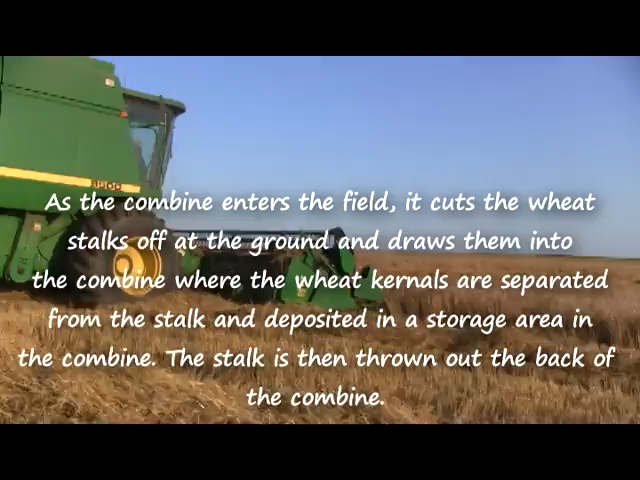 9500
As the combine enters the field, it cuts the wheat
stalks off at the ground and draws them into
the combine where the wheat kernals are separated
from the stalk and deposited in a storage area in
the combine. The stalk is then thrown out the back of
the combine.